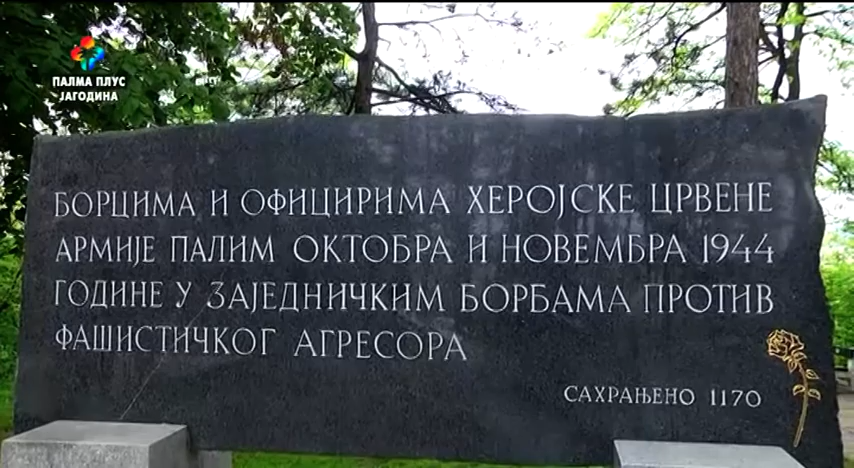 ПАЛМА ПЛУС
ЈАГОДИНА
БОРЦИМА И ОФИЦИРИМА ХЕРОЈСКЕ ЦРВЕНЕ
АРМИЈЕ ПАЛИМ ОКТОБРА И НОВЕМБРА 1944
ГОДИНЕ У ЗАЈЕДНИЧКИМ БОРБАМА ПРОТИВ
ФАШИСТИЧКОГ АГРЕСОРА
САХРАЊЕНО 1170